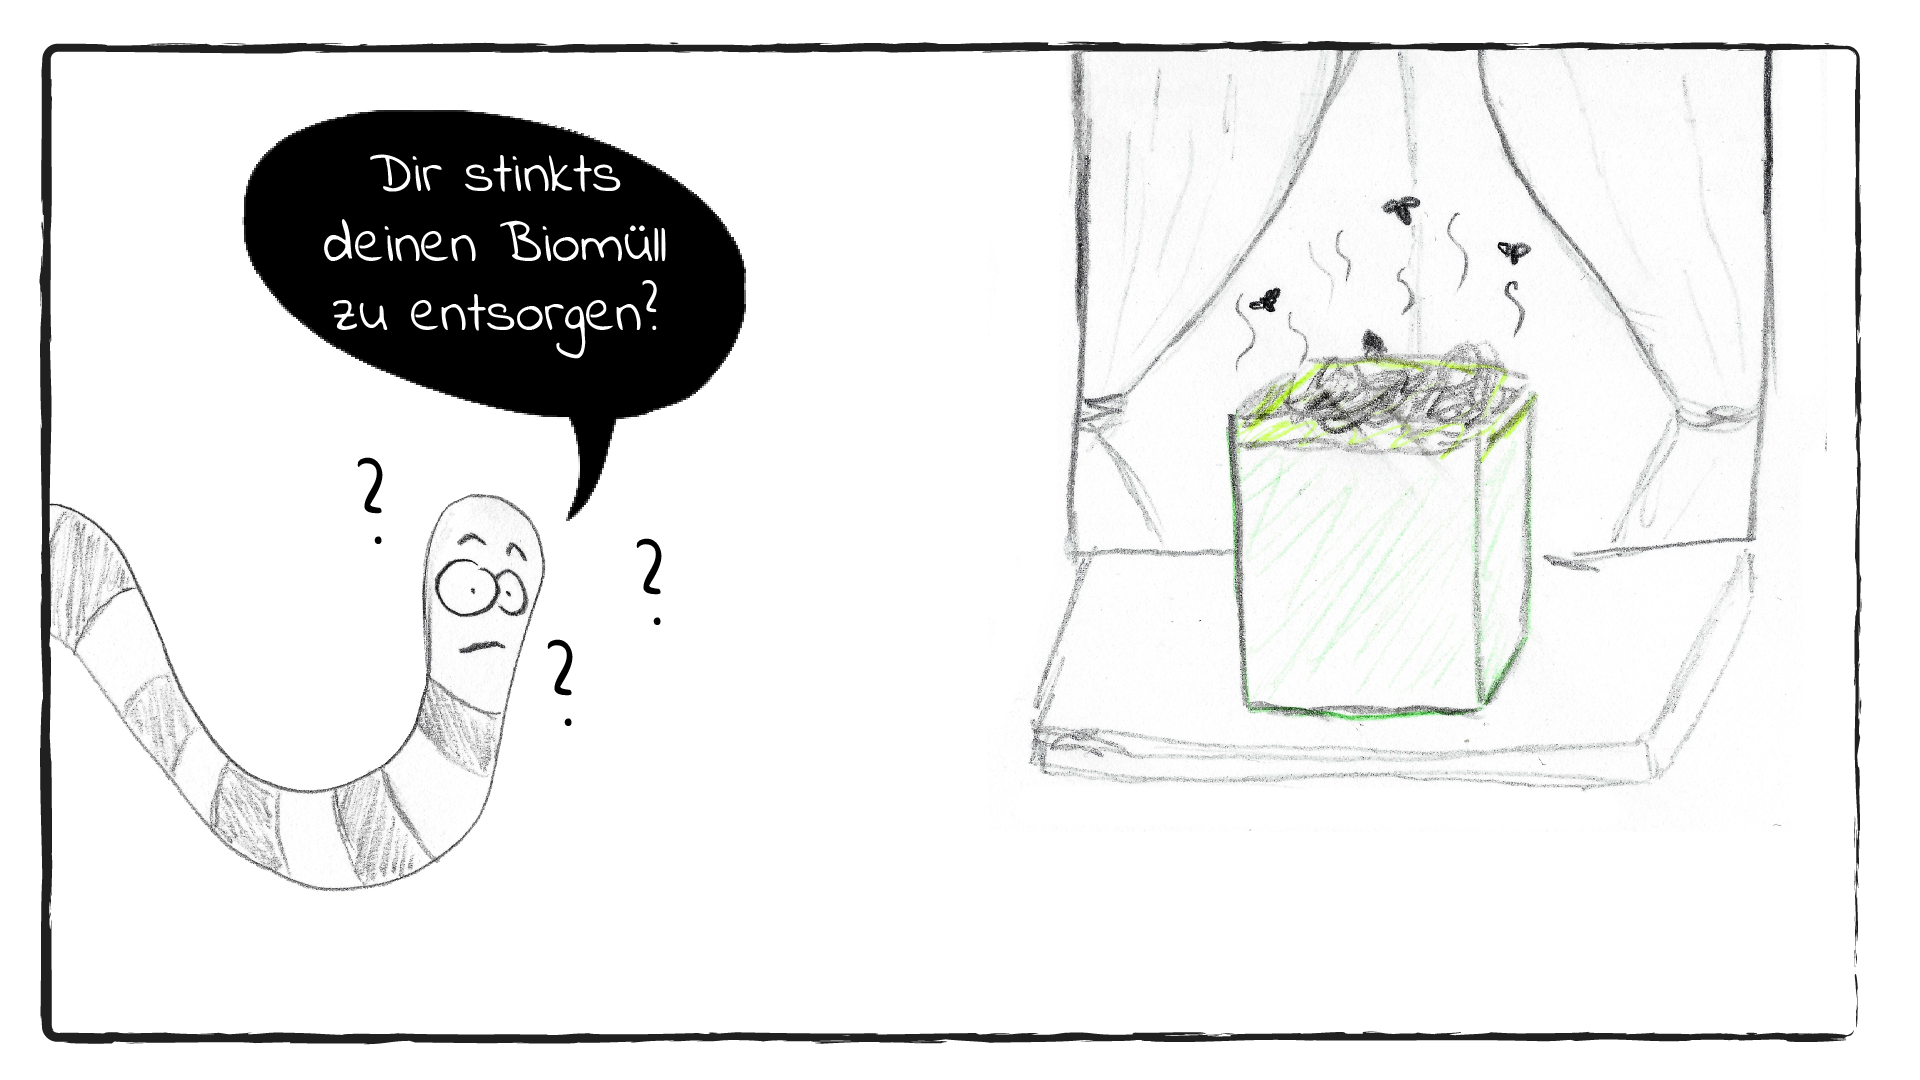 Dir stinkts
deinen Biomüll
zu entsorgen?
?
?
?